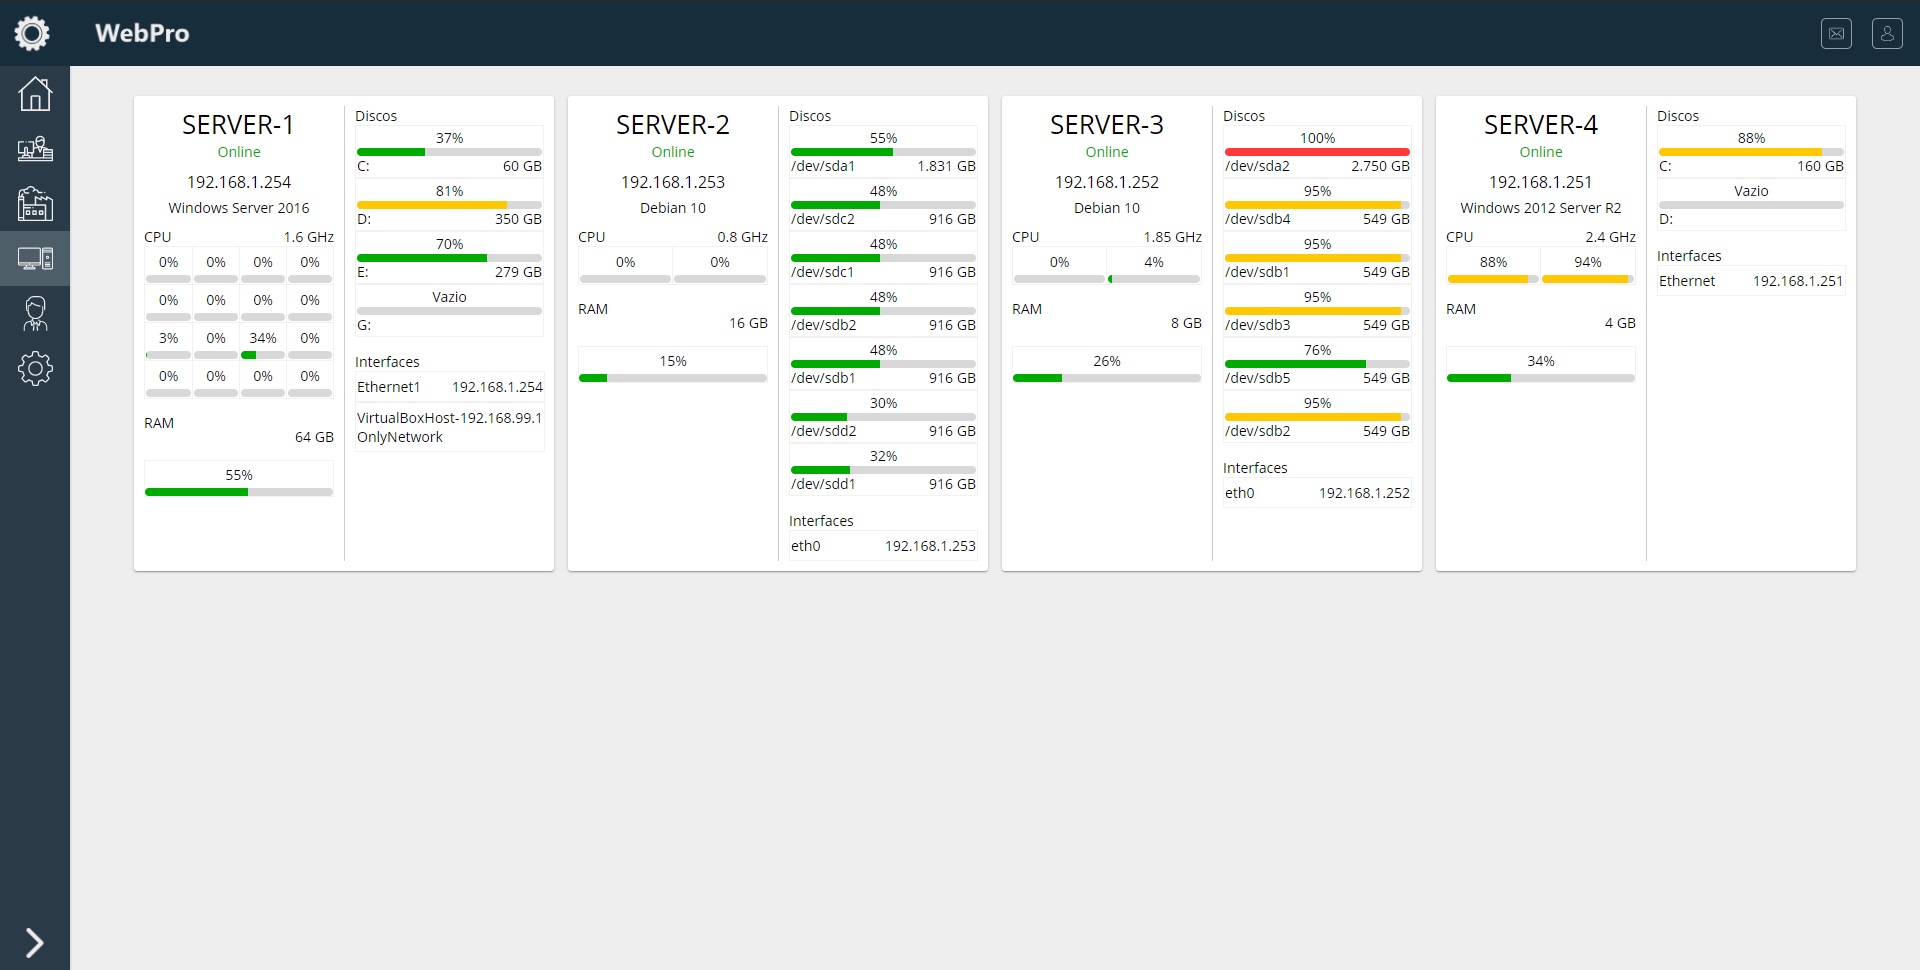 WebPro
SERVER-1
Online
192.168.1.254
Windows Server 2016
CPU 1.6 GHz
0% 0% 0% 0%
0% 0% 0% 0%
3% 0% 34% 0%
0% 0% 0% 0%
RAM
64 GB
55%
Discos
37%
C: 60 GB
81%
D: 350 GB
70%
E: 279 GB
Vazio
G:
Interfaces
Ethernet1 192.168.1.254
VirtualBoxHost-192.168.99.1
OnlyNetwork
SERVER-2
Online
192.168.1.253
Debian 10
CPU 0.8 GHz
0% 0%
RAM
16 GB
15%
Discos
55%
/dev/sda1 1.831 GB
48%
/dev/sdc2 916 GB
48%
/dev/sdc1 916 GB
48%
/dev/sdb2 916 GB
48%
/dev/sdb1 916 GB
30%
/dev/sdd2 916 GB
32%
/dev/sdd1 916 GB
Interfaces
eth0 192.168.1.253
SERVER-3
Online
192.168.1.252
Debian 10
CPU 1.85 GHz
0% 4%
RAM
8 GB
26%
Discos
100%
/dev/sda2 2.750 GB
95%
/dev/sdb4 549 GB
95%
/dev/sdb1 549 GB
95%
/dev/sdb3 549 GB
76%
/dev/sdb5 549 GB
95%
/dev/sdb2 549 GB
Interfaces
eth0 192.168.1.252
SERVER-4
Online
192.168.1.251
Windows 2012 Server R2
CPU 2.4 GHz
88% 94%
RAM
4 GB
34%
Discos
88%
C: 160 GB
Vazio
D:
Interfaces
Ethernet 192.168.1.251